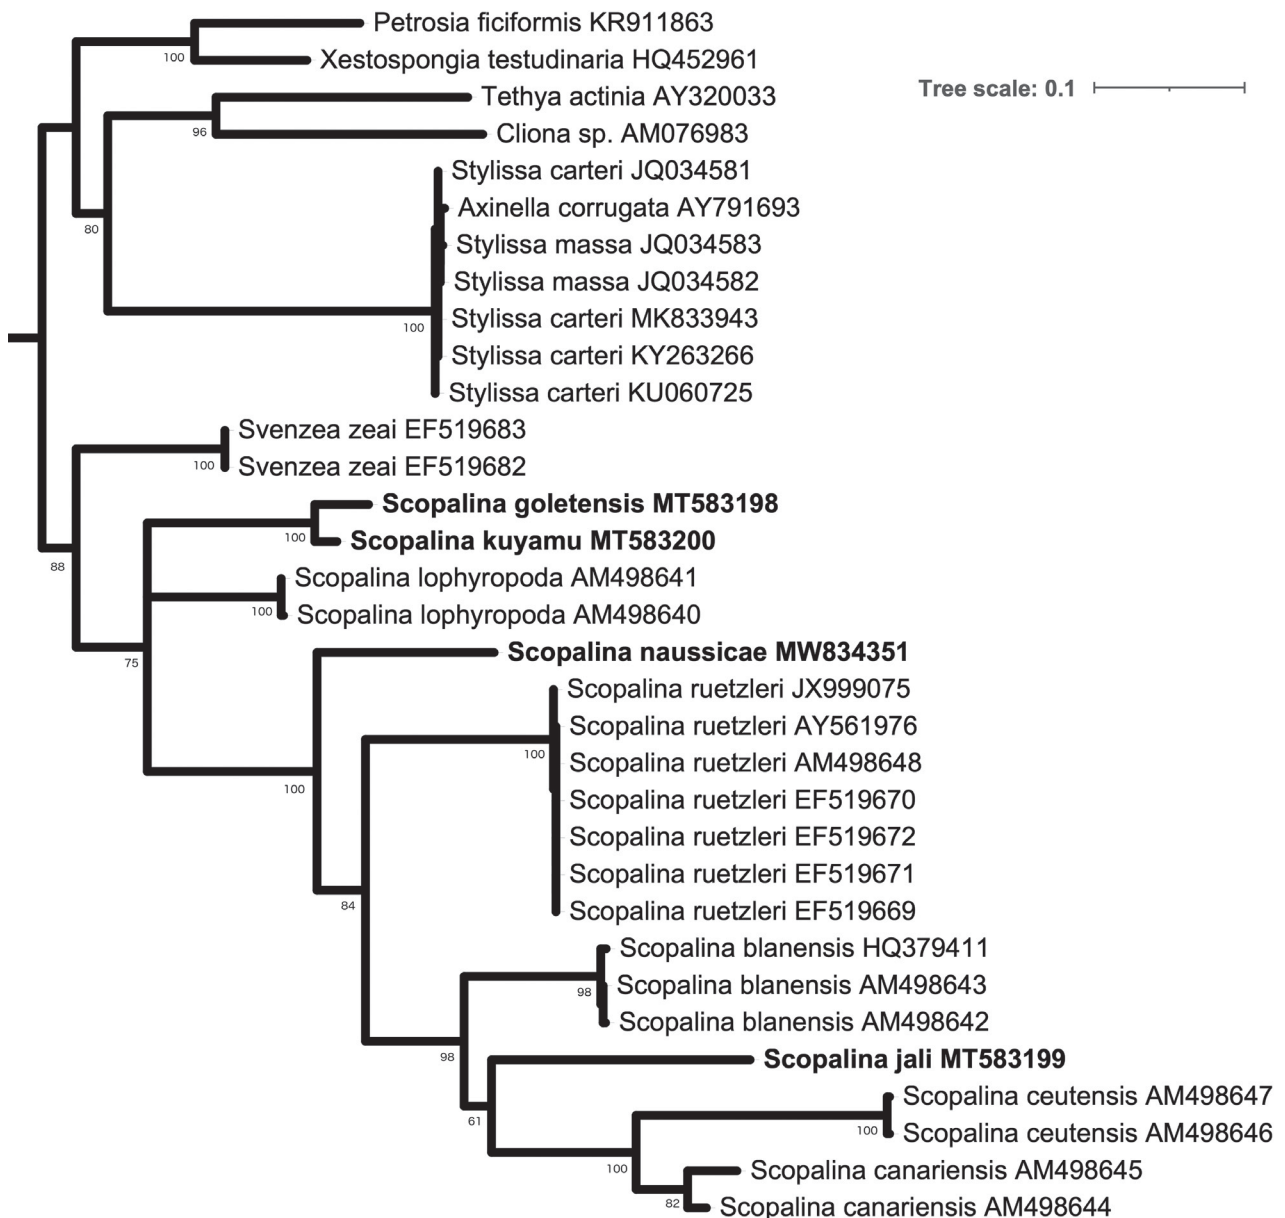 Petrosia ficiformis KR911863
100
Xestospongia testudinaria HQ452961
Tree scale: 0.1
Tethya actinia AY320033
96
Cliona sp. AM076983
Stylissa carteri JQ034581
Axinella corrugata AY791693
80
Stylissa massa JQ034583
Stylissa massa JQ034582
100
Stylissa carteri MK833943
Stylissa carteri KY263266
Stylissa carteri KU060725
Svenzea zeai EF519683
100
Svenzea zeai EF519682
Scopalina goletensis MT583198
100
Scopalina kuyamu MT583200
88
Scopalina lophyropoda AM498641
100
Scopalina lophyropoda AM498640
75
Scopalina naussicae MW834351
Scopalina ruetzleri JX999075
Scopalina ruetzleri AY561976
100
Scopalina ruetzleri AM498648
100
Scopalina ruetzleri EF519670
Scopalina ruetzleri EF519672
Scopalina ruetzleri EF519671
84
Scopalina ruetzleri EF519669
Scopalina blanensis HQ379411
98
Scopalina blanensis AM498643
Scopalina blanensis AM498642
98
Scopalina jali MT583199
Scopalina ceutensis AM498647
61
100
Scopalina ceutensis AM498646
100
Scopalina canariensis AM498645
82
Scopalina canariensis AM498644